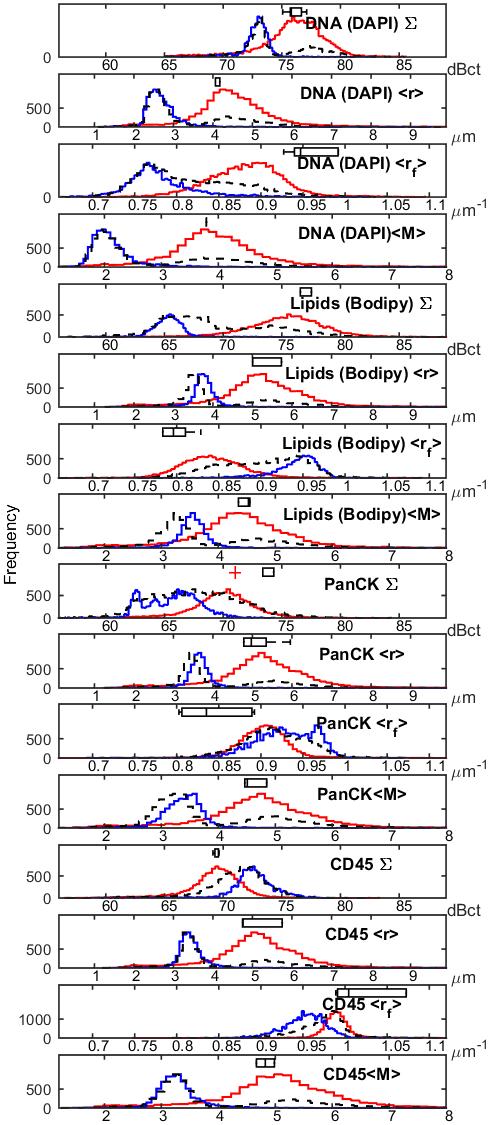 DNA (DAPI) Σ
0
60 65 70 75 80 85 dBct
DNA (DAPI) <r>
500
0
1 2 3 4 5 6 7 8 9 μm
DNA (DAPI) <r_f>
0
0.7 0.75 0.8 0.85 0.9 0.95 1 1.05 1.1 μm⁻¹
DNA (DAPI)<M>
500
0
2 3 4 5 6 7 8
Lipids (Bodipy) Σ
500
0
60 65 70 75 80 85 dBct
Lipids (Bodipy) <r>
500
0
1 2 3 4 5 6 7 8 9 μm
Lipids (Bodipy) <r_f>
500
0
0.7 0.75 0.8 0.85 0.9 0.95 1 1.05 1.1 μm⁻¹
Lipids (Bodipy)<M>
500
0
2 3 4 5 6 7 8
Frequency
PanCK Σ
500
0
60 65 70 75 80 85 dBct
PanCK <r>
500
0
1 2 3 4 5 6 7 8 9 μm
PanCK <r_f>
500
0
0.7 0.75 0.8 0.85 0.9 0.95 1 1.05 1.1 μm⁻¹
PanCK<M>
500
0
2 3 4 5 6 7 8
CD45 Σ
500
0
60 65 70 75 80 85 dBct
CD45 <r>
500
0
1 2 3 4 5 6 7 8 9 μm
CD45 <r_f>
1000
0
0.7 0.75 0.8 0.85 0.9 0.95 1 1.05 1.1 μm⁻¹
CD45<M>
500
0
2 3 4 5 6 7 8